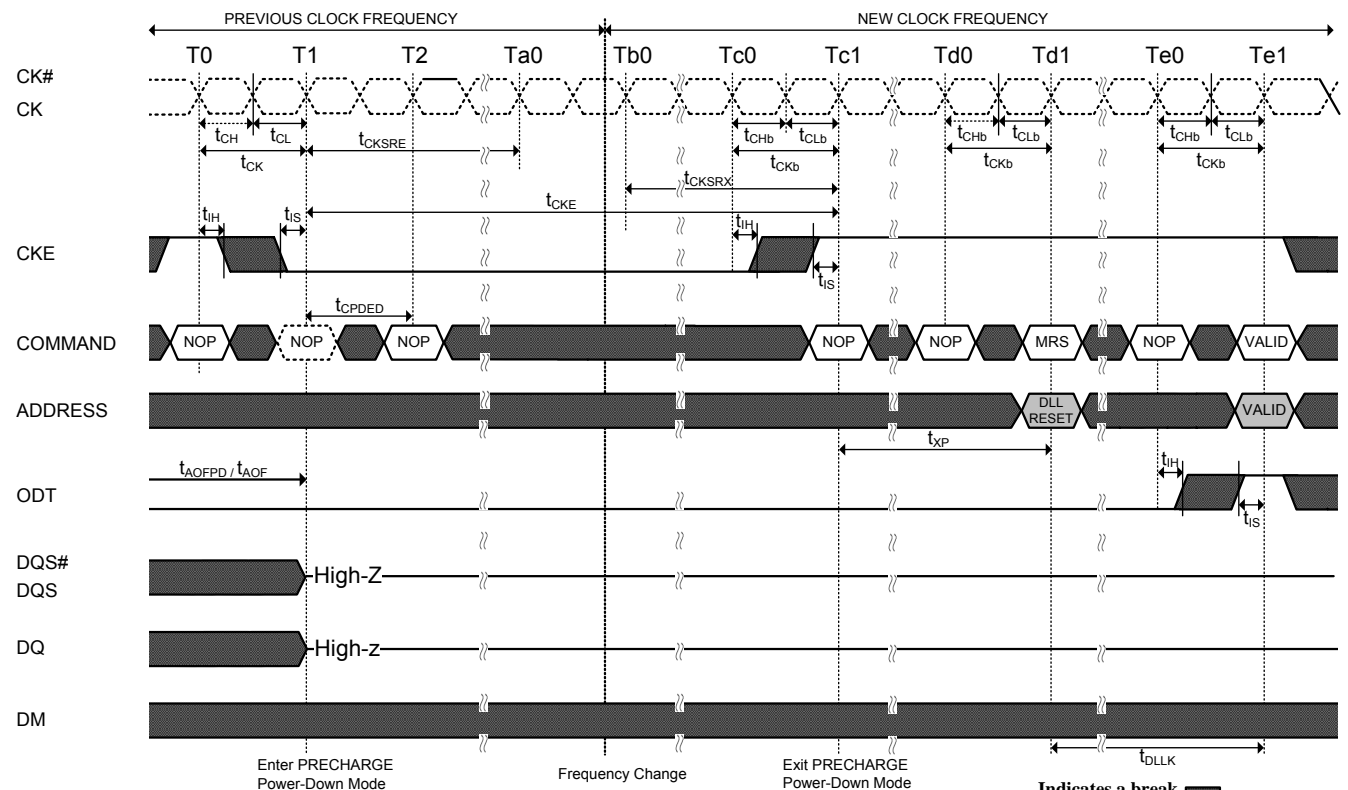 PREVIOUS CLOCK FREQUENCY NEW CLOCK FREQUENCY
T0 T1 T2 Ta0 Tb0 Tc0 Tc1 Td0 Td1 Te0 Te1
CK#
CK
tCH tCL tCHb tCLb tCHb tCLb tCHb tCLb
tCK tCKSRE tCKb tCKb tCKb
tCKSRX
tCKE
tIH tIS tIH
CKE
tIS
tCPDED
COMMAND NOP NOP NOP NOP NOP MRS NOP VALID
ADDRESS DLL RESET VALID
tXP
tAOFPD / tAOF tIH
ODT
tIS
DQS#
DQS
High-Z
DQ High-z
DM
tDLLK
Enter PRECHARGE
Power-Down Mode
Frequency Change
Exit PRECHARGE
Power-Down Mode
Indicates a break